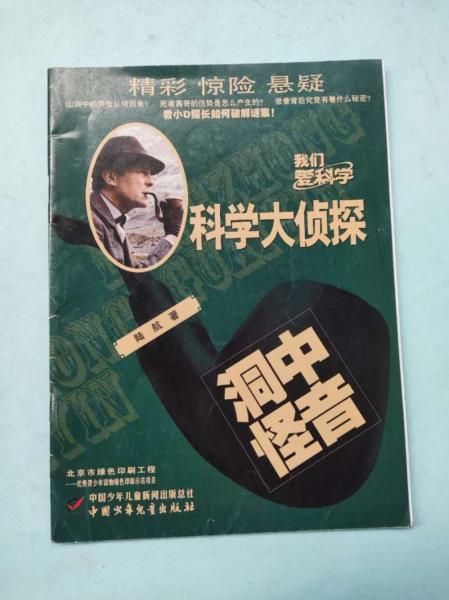 精彩 惊险 悬疑
山洞中的声音从何而来？ 死者离奇的伤势是怎么产生的？ 录像背后究竟有着什么秘密？
看小D探长如何破解谜案！
我们
爱科学
科学大侦探
陆航 著
洞中
怪音
北京市绿色印刷工程
——优秀青少年读物绿色印刷示范项目
中国少年儿童新闻出版总社
中国少年儿童出版社